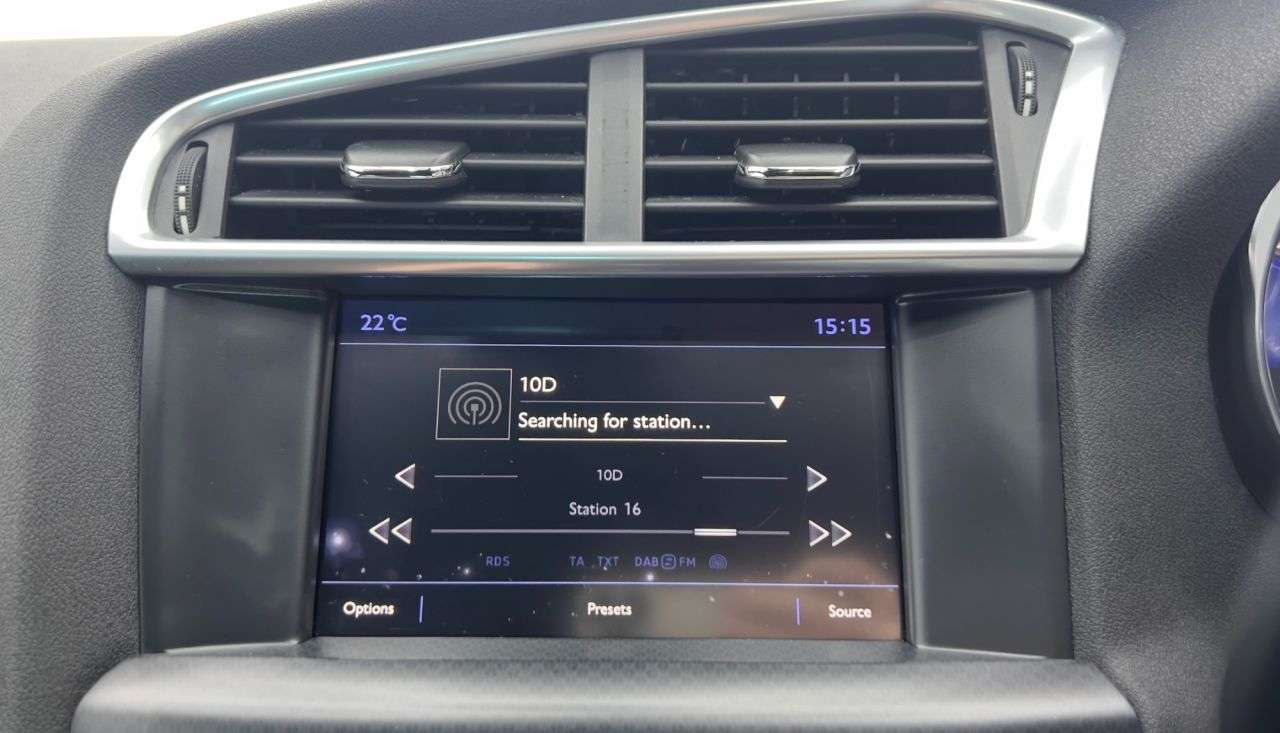 22°C 15:15
10D
Searching for station...
10D
Station 16
RDS TA TXT DAB FM
Options Presets Source